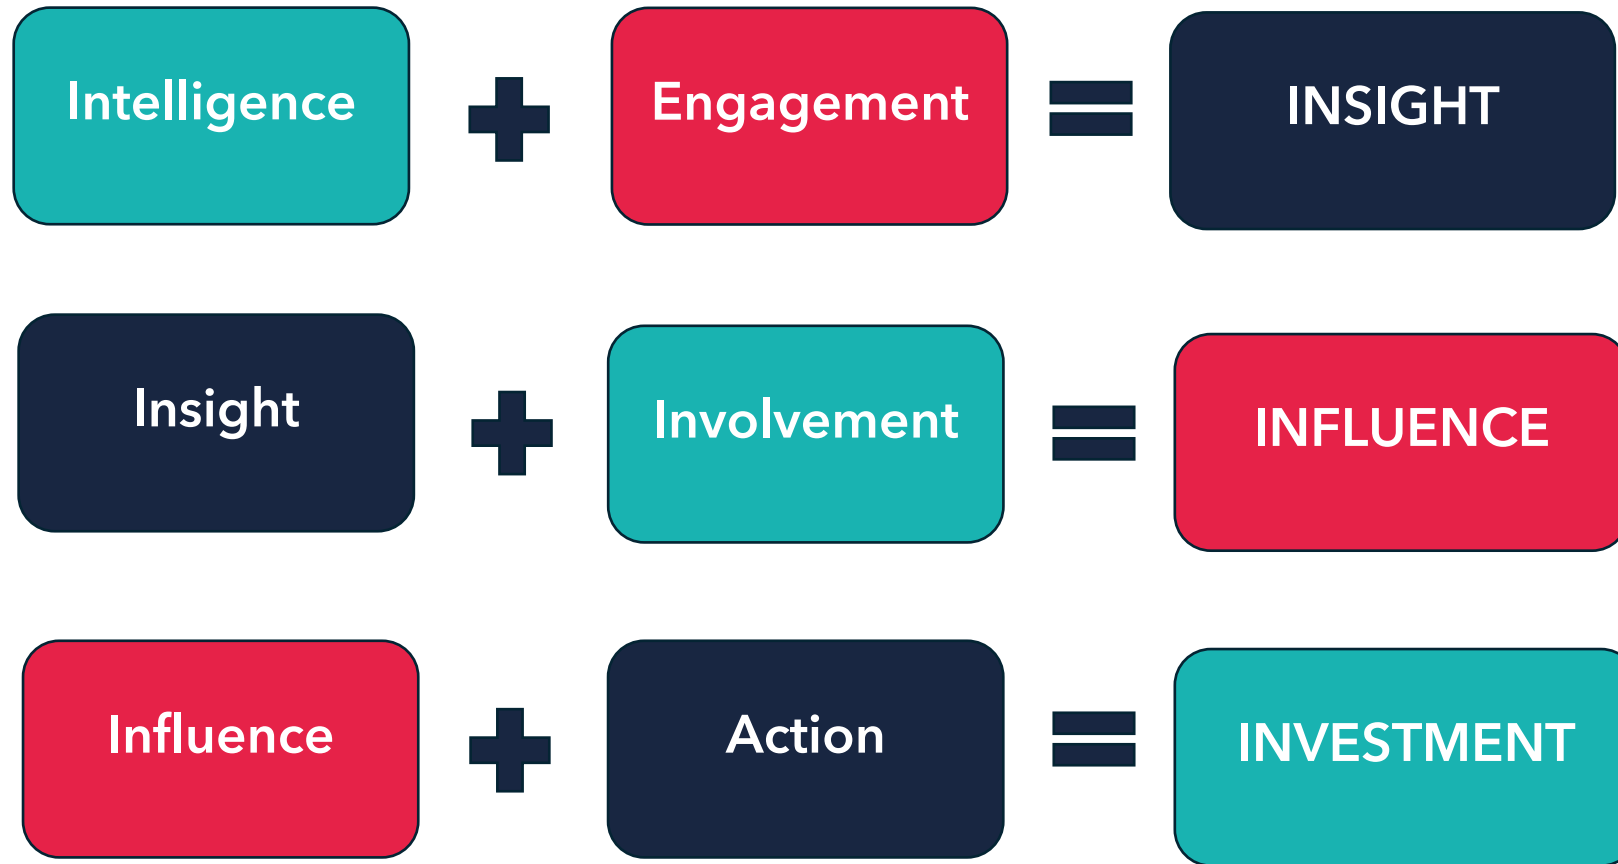 Intelligence
Engagement
INSIGHT
Insight
Involvement
INFLUENCE
Influence
Action
INVESTMENT